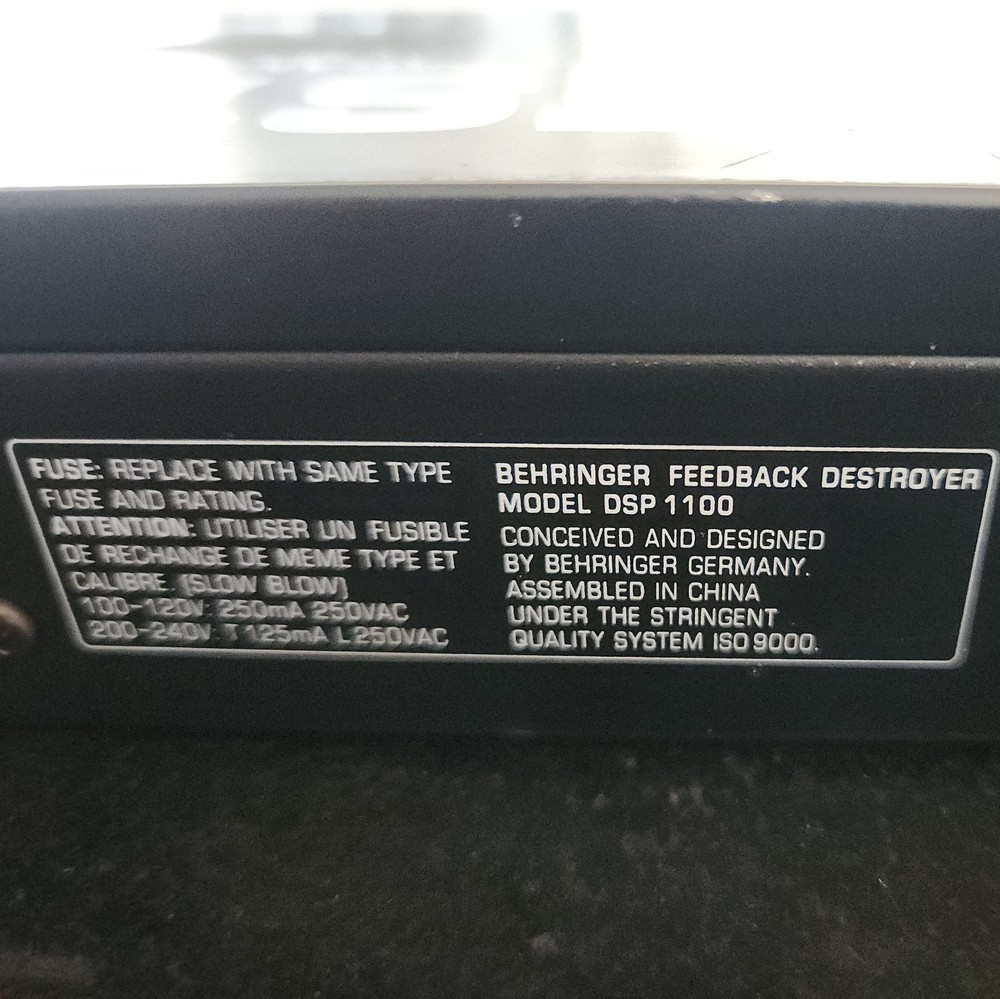 FUSE: REPLACE WITH SAME TYPE
FUSE AND RATING.
ATTENTION: UTILISER UN FUSIBLE
DE RECHANGE DE MEME TYPE ET
CALIBRE (SLOW BLOW)
100-120V: 250mA 250VAC
200-240V: T 125mA L 250VAC
BEHRINGER FEEDBACK DESTROYER
MODEL DSP 1100
CONCEIVED AND DESIGNED
BY BEHRINGER GERMANY.
ASSEMBLED IN CHINA
UNDER THE STRINGENT
QUALITY SYSTEM ISO 9000.